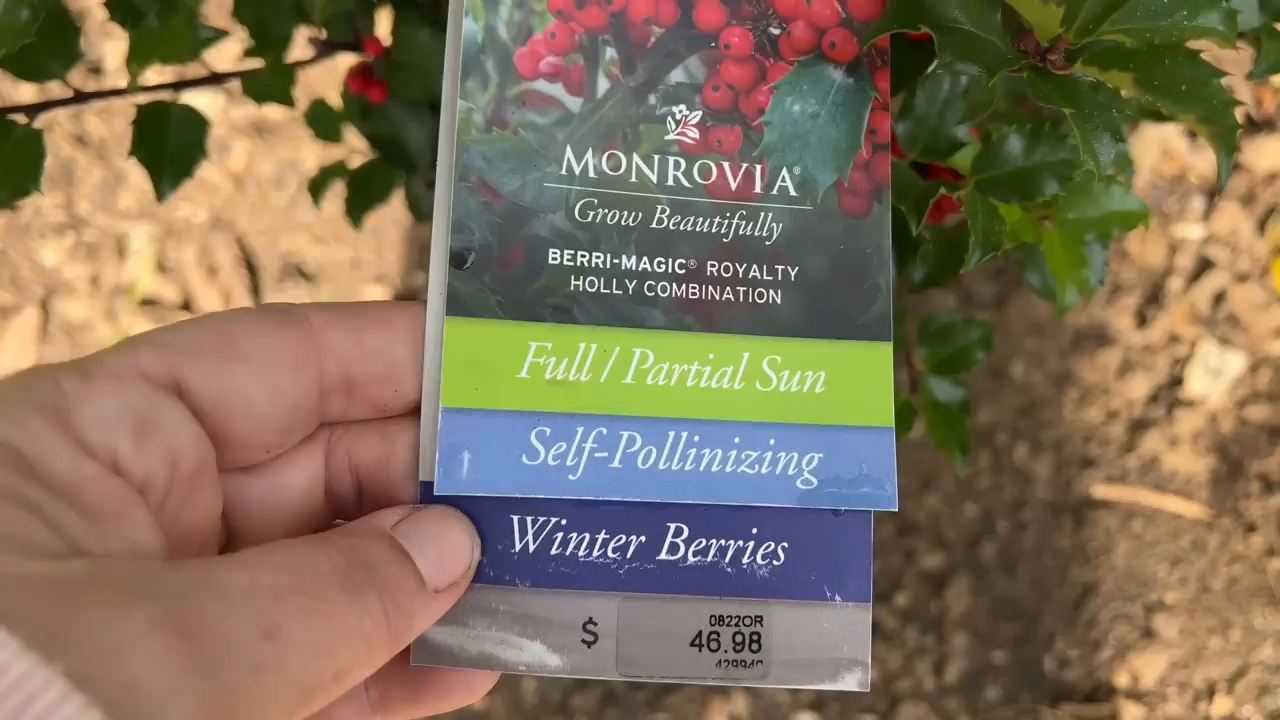 MONROVIA®
Grow Beautifully
BERRI-MAGIC® ROYALTY
HOLLY COMBINATION
Full / Partial Sun
Self-Pollinizing
Winter Berries
0822OR
$ 46.98